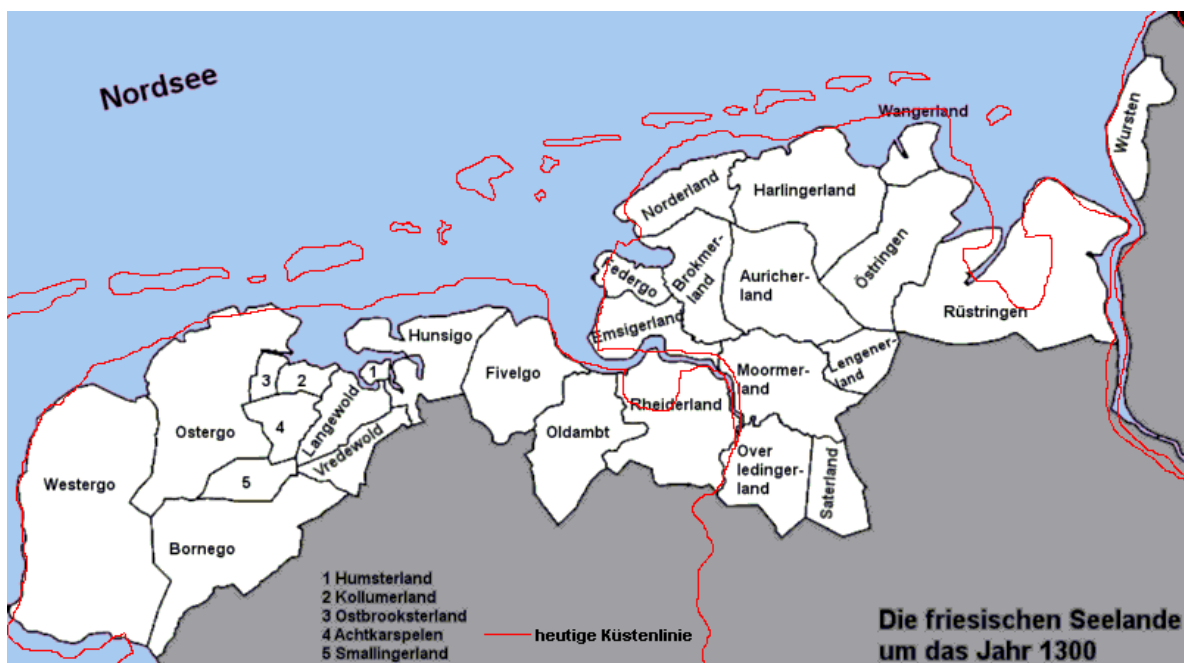 Nordsee
Wangerland
Wursten
Norderland
Harlingerland
Östringen
Federgo
Brokmer-
land
Auricher-
land
Rüstringen
Emsigerland
Hunsigo
Fivelgo
Moormer-
land
Lengener-
land
Rheiderland
1
3
2
4
Langewold
Vredewold
Ostergo
Oldambt
Over
ledinger-
land
Saterland
5
Westergo
Bornego
1 Humsterland
2 Kollumerland
3 Ostbrooksterland
4 Achtkarspelen
5 Smallingerland
heutige Küstenlinie
Die friesischen Seelande
um das Jahr 1300